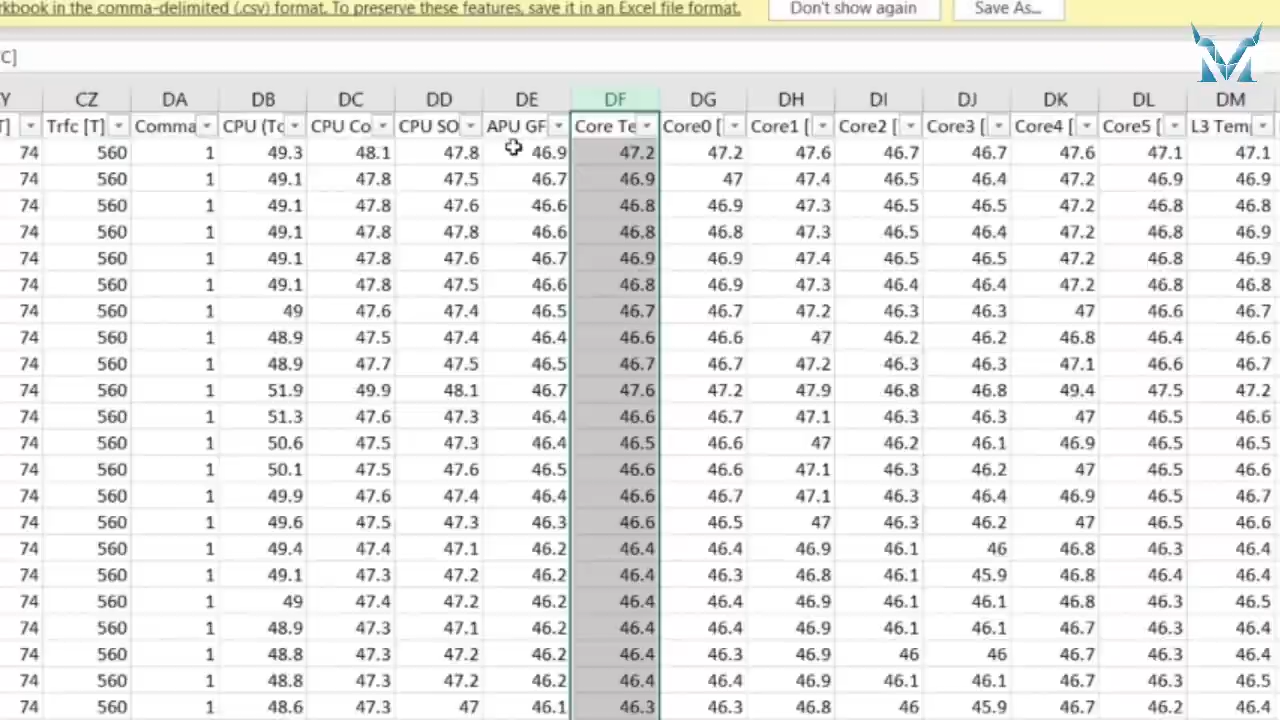 rkbook in the comma-delimited (.csv) format. To preserve these features, save it in an Excel file format. Don't show again Save As...
C]
Y CZ DA DB DC DD DE DF DG DH DI DJ DK DL DM
T] Trfc [T] Comma CPU (Tc CPU Co CPU SO APU GF Core Te Core0 [ Core1 [ Core2 [ Core3 [ Core4 [ Core5 [ L3 Temp
74 560 1 49.3 48.1 47.8 46.9 47.2 47.2 47.6 46.7 46.7 47.6 47.1 47.1
74 560 1 49.1 47.8 47.5 46.7 46.9 47 47.4 46.5 46.4 47.2 46.9 46.9
74 560 1 49.1 47.8 47.6 46.6 46.8 46.9 47.3 46.5 46.5 47.2 46.8 46.8
74 560 1 49.1 47.8 47.8 46.6 46.8 46.8 47.3 46.5 46.4 47.2 46.8 46.9
74 560 1 49.1 47.8 47.6 46.7 46.9 46.9 47.4 46.5 46.5 47.2 46.8 46.9
74 560 1 49.1 47.8 47.5 46.6 46.8 46.9 47.3 46.4 46.4 47.2 46.8 46.8
74 560 1 49 47.6 47.4 46.5 46.7 46.7 47.2 46.3 46.3 47 46.6 46.7
74 560 1 48.9 47.5 47.4 46.4 46.6 46.6 47 46.2 46.2 46.8 46.4 46.6
74 560 1 48.9 47.7 47.5 46.5 46.7 46.7 47.2 46.3 46.3 47.1 46.6 46.7
74 560 1 51.9 49.9 48.1 46.7 47.6 47.2 47.9 46.8 46.8 49.4 47.5 47.2
74 560 1 51.3 47.6 47.3 46.4 46.6 46.7 47.1 46.3 46.3 47 46.5 46.6
74 560 1 50.6 47.5 47.3 46.4 46.5 46.6 47 46.2 46.1 46.9 46.5 46.5
74 560 1 50.1 47.5 47.6 46.5 46.6 46.6 47.1 46.3 46.2 47 46.5 46.6
74 560 1 49.9 47.6 47.4 46.4 46.6 46.7 47.1 46.3 46.4 46.9 46.5 46.7
74 560 1 49.6 47.5 47.3 46.3 46.6 46.5 47 46.3 46.2 47 46.5 46.6
74 560 1 49.4 47.4 47.1 46.2 46.4 46.4 46.9 46.1 46 46.8 46.3 46.4
74 560 1 49.1 47.3 47.2 46.2 46.4 46.3 46.8 46.1 45.9 46.8 46.4 46.4
74 560 1 49 47.4 47.2 46.2 46.4 46.4 46.9 46.1 46.1 46.8 46.3 46.5
74 560 1 48.9 47.3 47.1 46.2 46.4 46.4 46.9 46.1 46.1 46.7 46.3 46.4
74 560 1 48.8 47.3 47.2 46.2 46.4 46.3 46.9 46 46 46.7 46.3 46.4
74 560 1 48.8 47.3 47.2 46.2 46.4 46.4 46.9 46.1 46.1 46.7 46.3 46.5
74 560 1 48.6 47.3 47 46.1 46.3 46.3 46.8 46 45.9 46.7 46.2 46.4